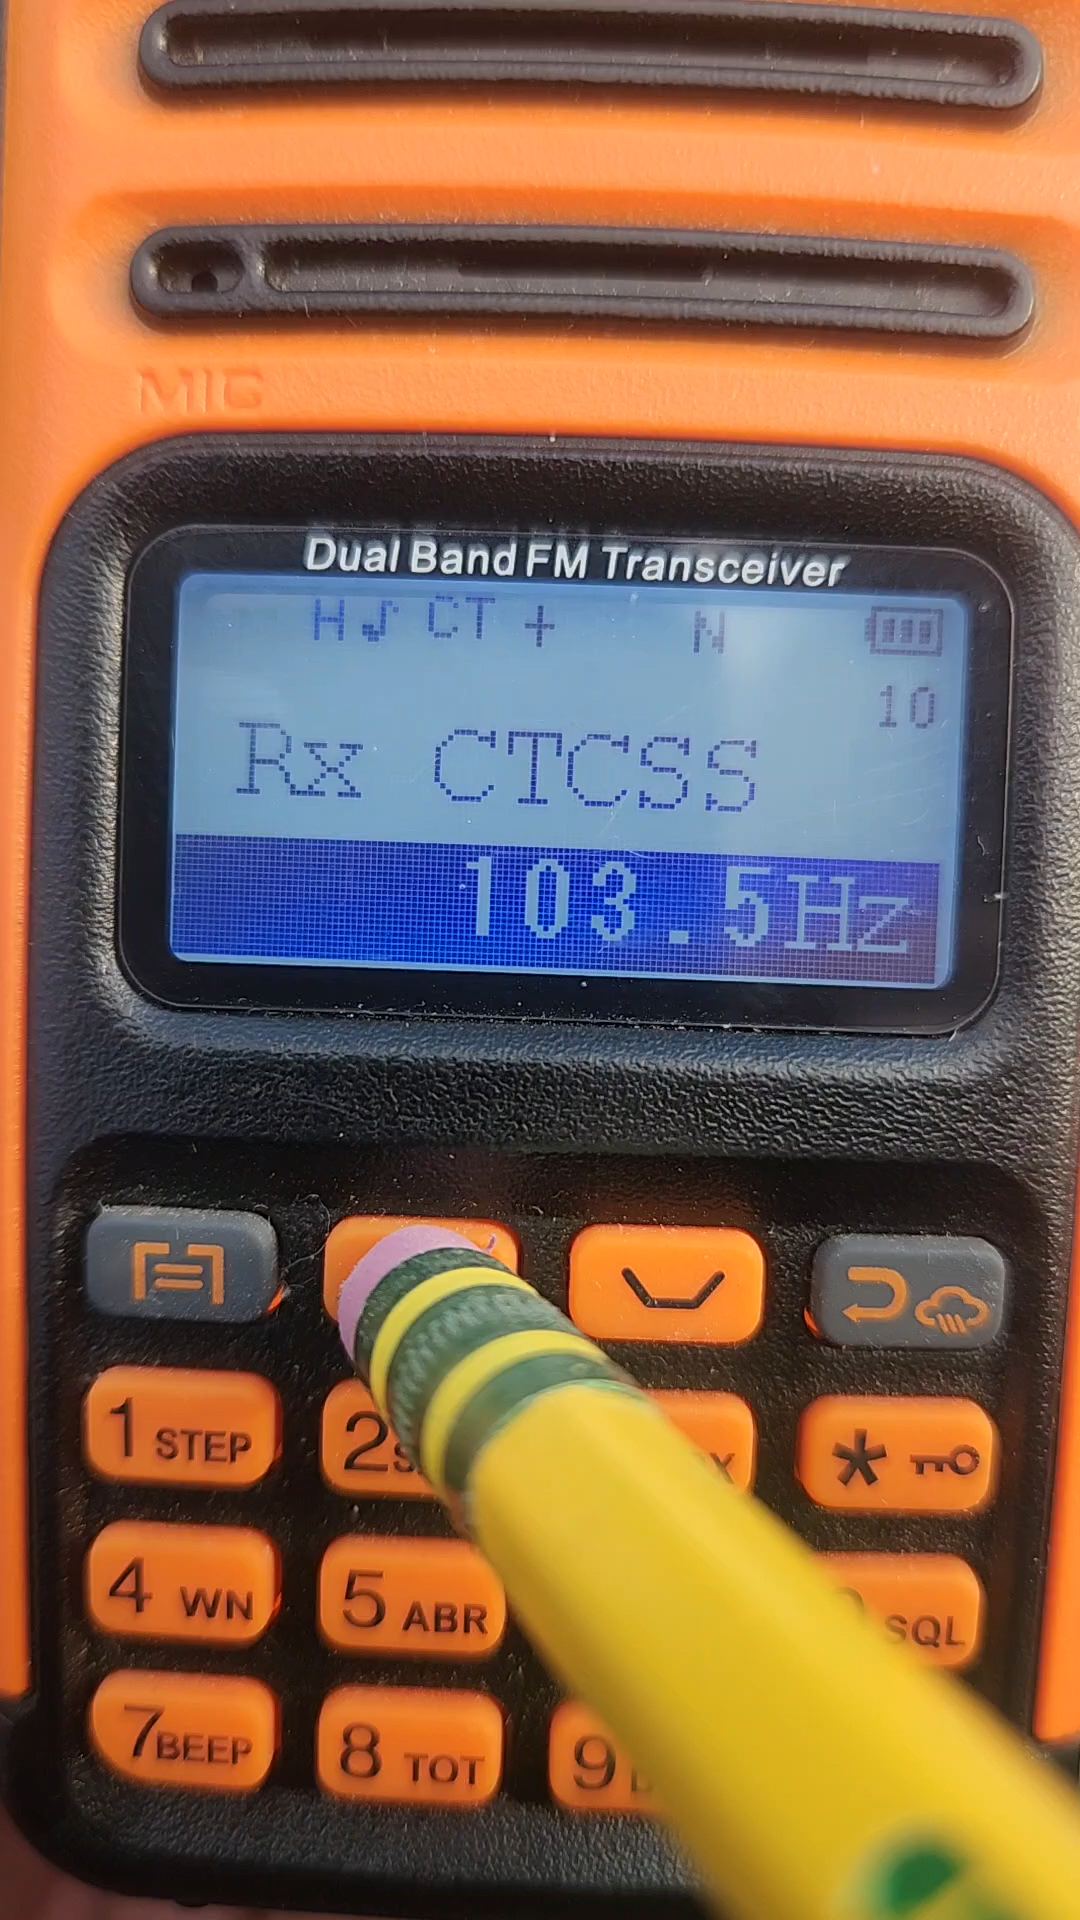 MIC
Dual Band FM Transceiver
H CT + N
10
Rx CTCSS
103.5Hz
1 STEP
2
*
4 WN
5 ABR
SQL
7 BEEP
8 TOT
9